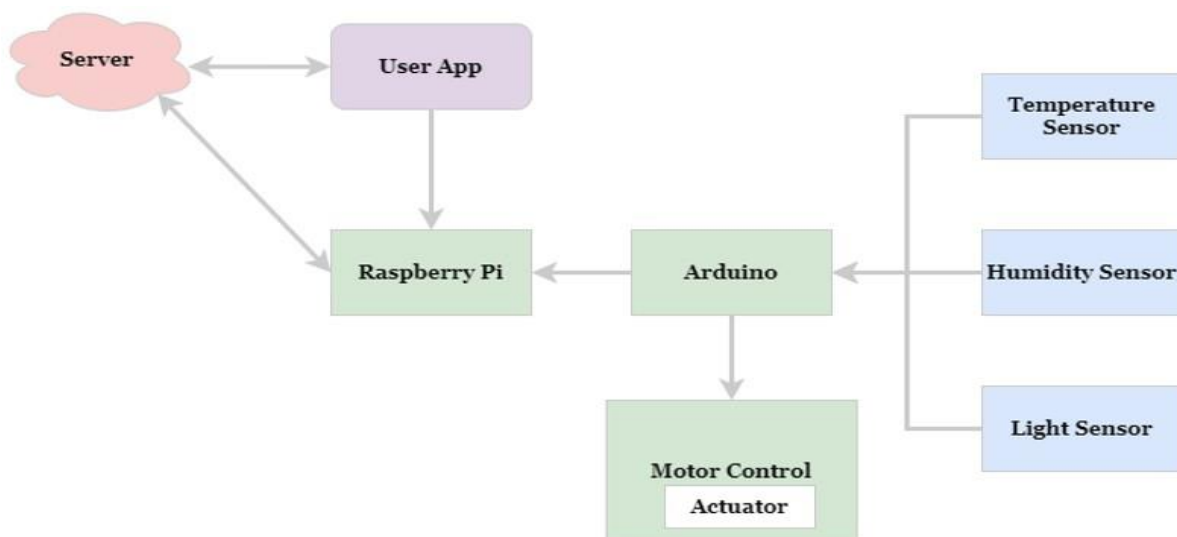 Server
User App
Temperature
Sensor
Raspberry Pi
Arduino
Humidity Sensor
Light Sensor
Motor Control
Actuator